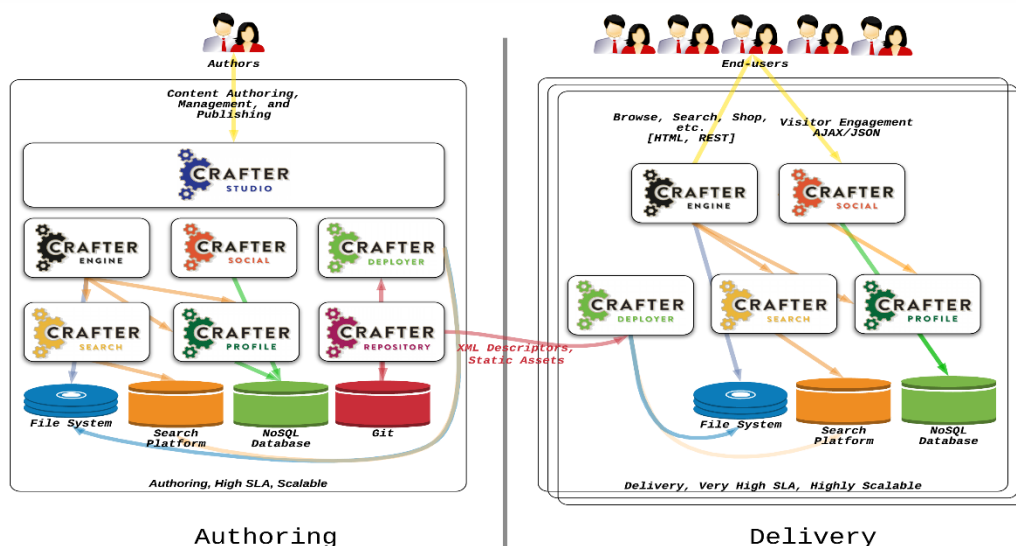 Authors
Content Authoring,
Management, and
Publishing
CRAFTER
STUDIO
CRAFTER
ENGINE
CRAFTER
SOCIAL
CRAFTER
DEPLOYER
CRAFTER
SEARCH
CRAFTER
PROFILE
CRAFTER
REPOSITORY
File System
Search
Platform
NoSQL
Database
Git
Authoring, High SLA, Scalable
Authoring
XML Descriptors,
Static Assets
End-users
Browse, Search, Shop,
etc.
[HTML, REST]
Visitor Engagement
AJAX/JSON
CRAFTER
ENGINE
CRAFTER
SOCIAL
CRAFTER
DEPLOYER
CRAFTER
SEARCH
CRAFTER
PROFILE
File System
Search
Platform
NoSQL
Database
Delivery, Very High SLA, Highly Scalable
Delivery